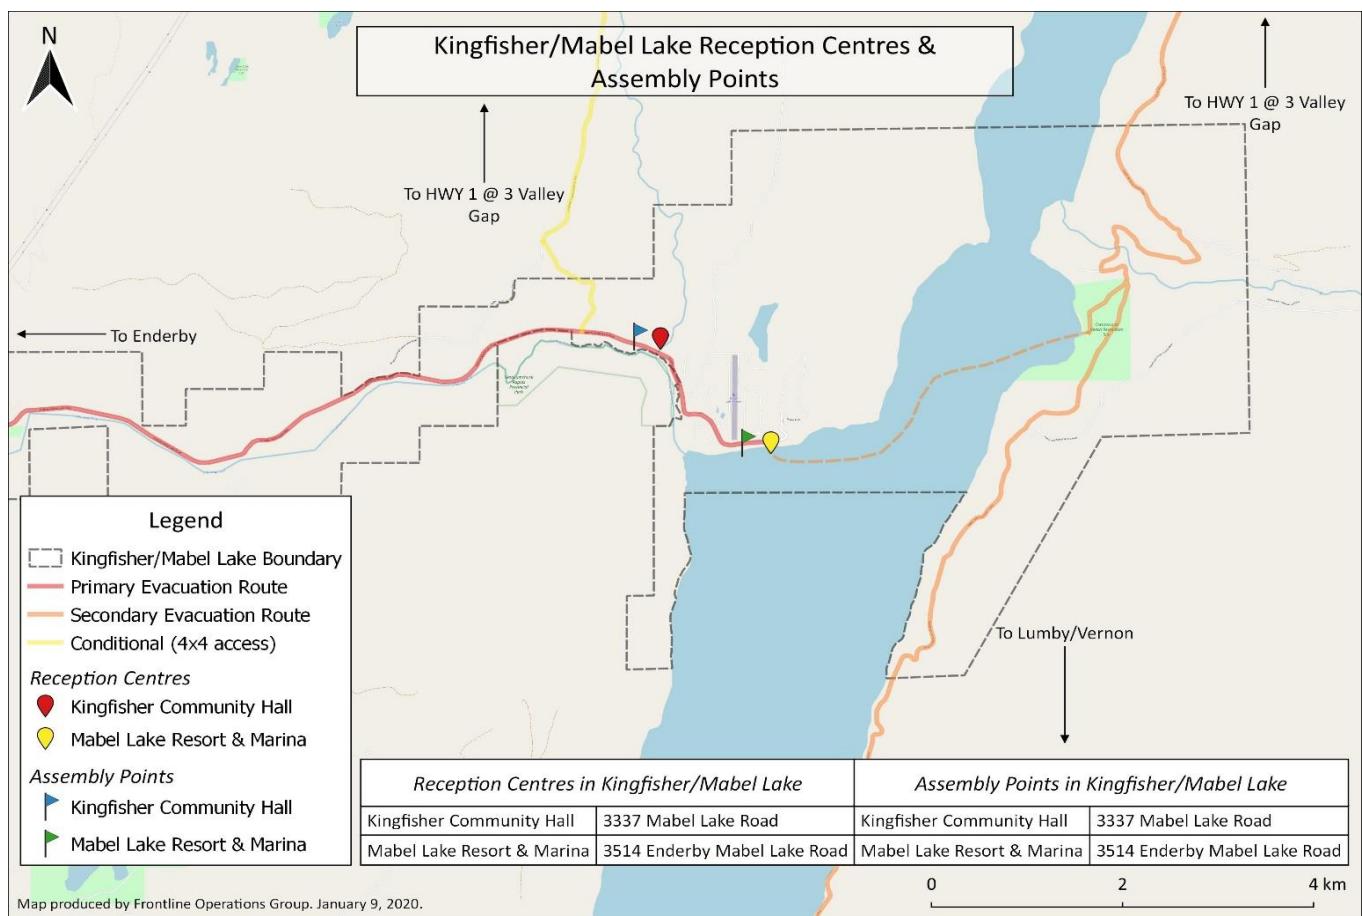 N
Kingfisher/Mabel Lake Reception Centres &
Assembly Points
To HWY 1 @ 3 Valley
Gap
To HWY 1 @ 3 Valley
Gap
To Enderby
To Lumby/Vernon
Legend
Kingfisher/Mabel Lake Boundary
Primary Evacuation Route
Secondary Evacuation Route
Conditional (4x4 access)
Reception Centres
Kingfisher Community Hall
Mabel Lake Resort & Marina
Assembly Points
Kingfisher Community Hall
Mabel Lake Resort & Marina
Reception Centres in Kingfisher/Mabel Lake
Assembly Points in Kingfisher/Mabel Lake
Kingfisher Community Hall 3337 Mabel Lake Road Kingfisher Community Hall 3337 Mabel Lake Road
Mabel Lake Resort & Marina 3514 Enderby Mabel Lake Road Mabel Lake Resort & Marina 3514 Enderby Mabel Lake Road
0 2 4 km
Map produced by Frontline Operations Group. January 9, 2020.